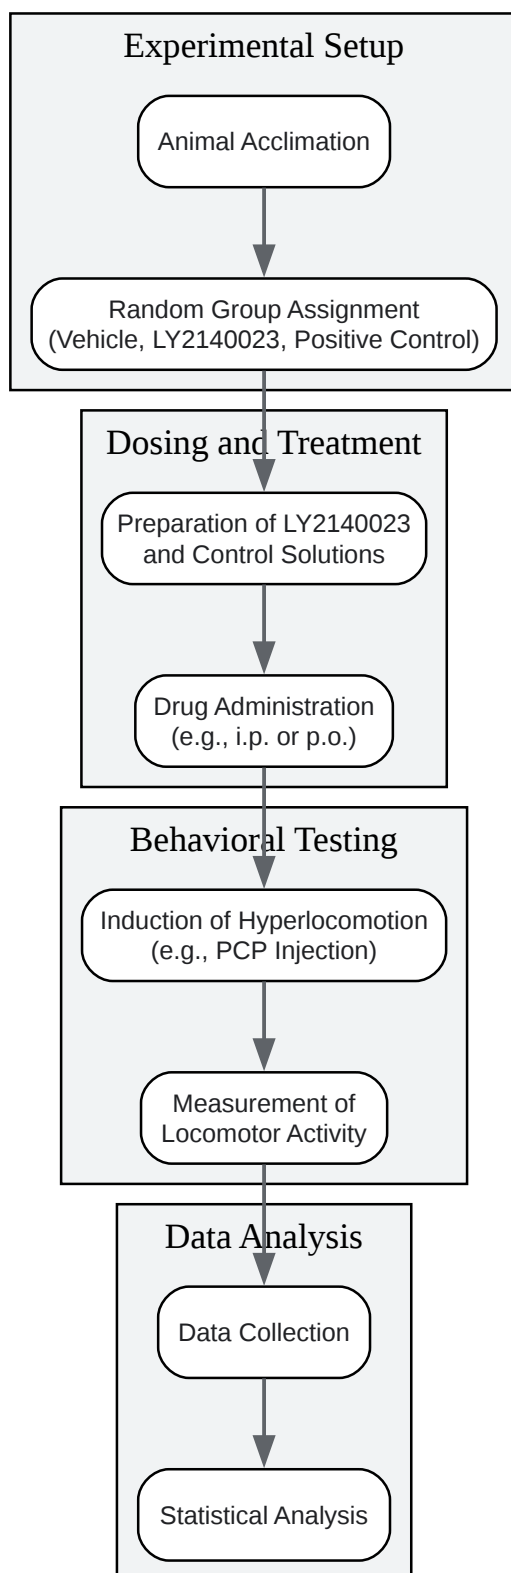 Experimental Setup
Animal Acclimation
Random Group Assignment
(Vehicle, LY2140023, Positive Control)
Dosing and Treatment
Preparation of LY2140023
and Control Solutions
Drug Administration
(e.g., i.p. or p.o.)
Behavioral Testing
Induction of Hyperlocomotion
(e.g., PCP Injection)
Measurement of
Locomotor Activity
Data Analysis
Data Collection
Statistical Analysis